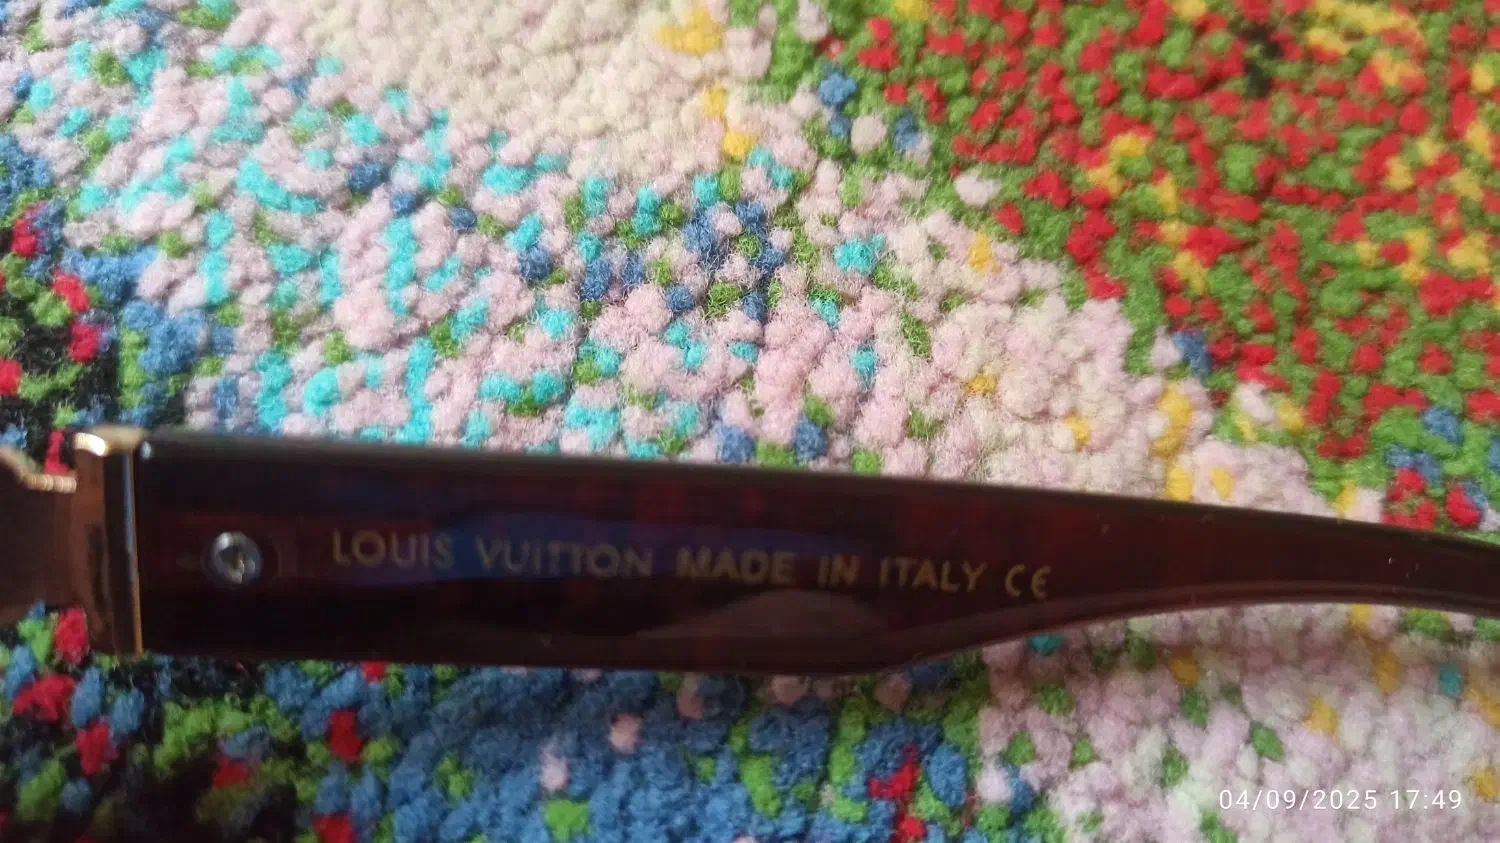 LOUIS VUITTON MADE IN ITALY CE
04/09/2025 17:49